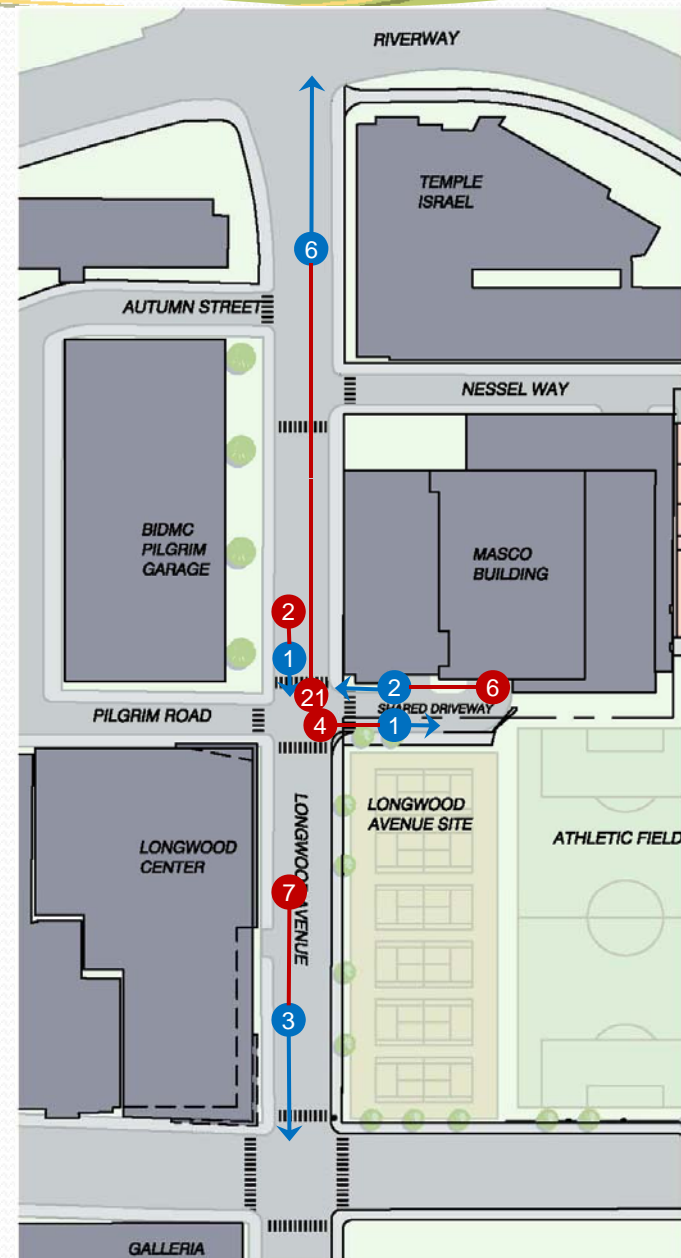 RIVERWAY
TEMPLE
ISRAEL
6
AUTUMN STREET
NESSEL WAY
BIDMC
PILGRIM
GARAGE
MASCO
BUILDING
2
1
21
2
6
PILGRIM ROAD
SHARED DRIVEWAY
4
1
LONGWOOD
CENTER
LONGWOOD AVENUE
LONGWOOD
AVENUE SITE
ATHLETIC FIELD
7
3
GALLERIA